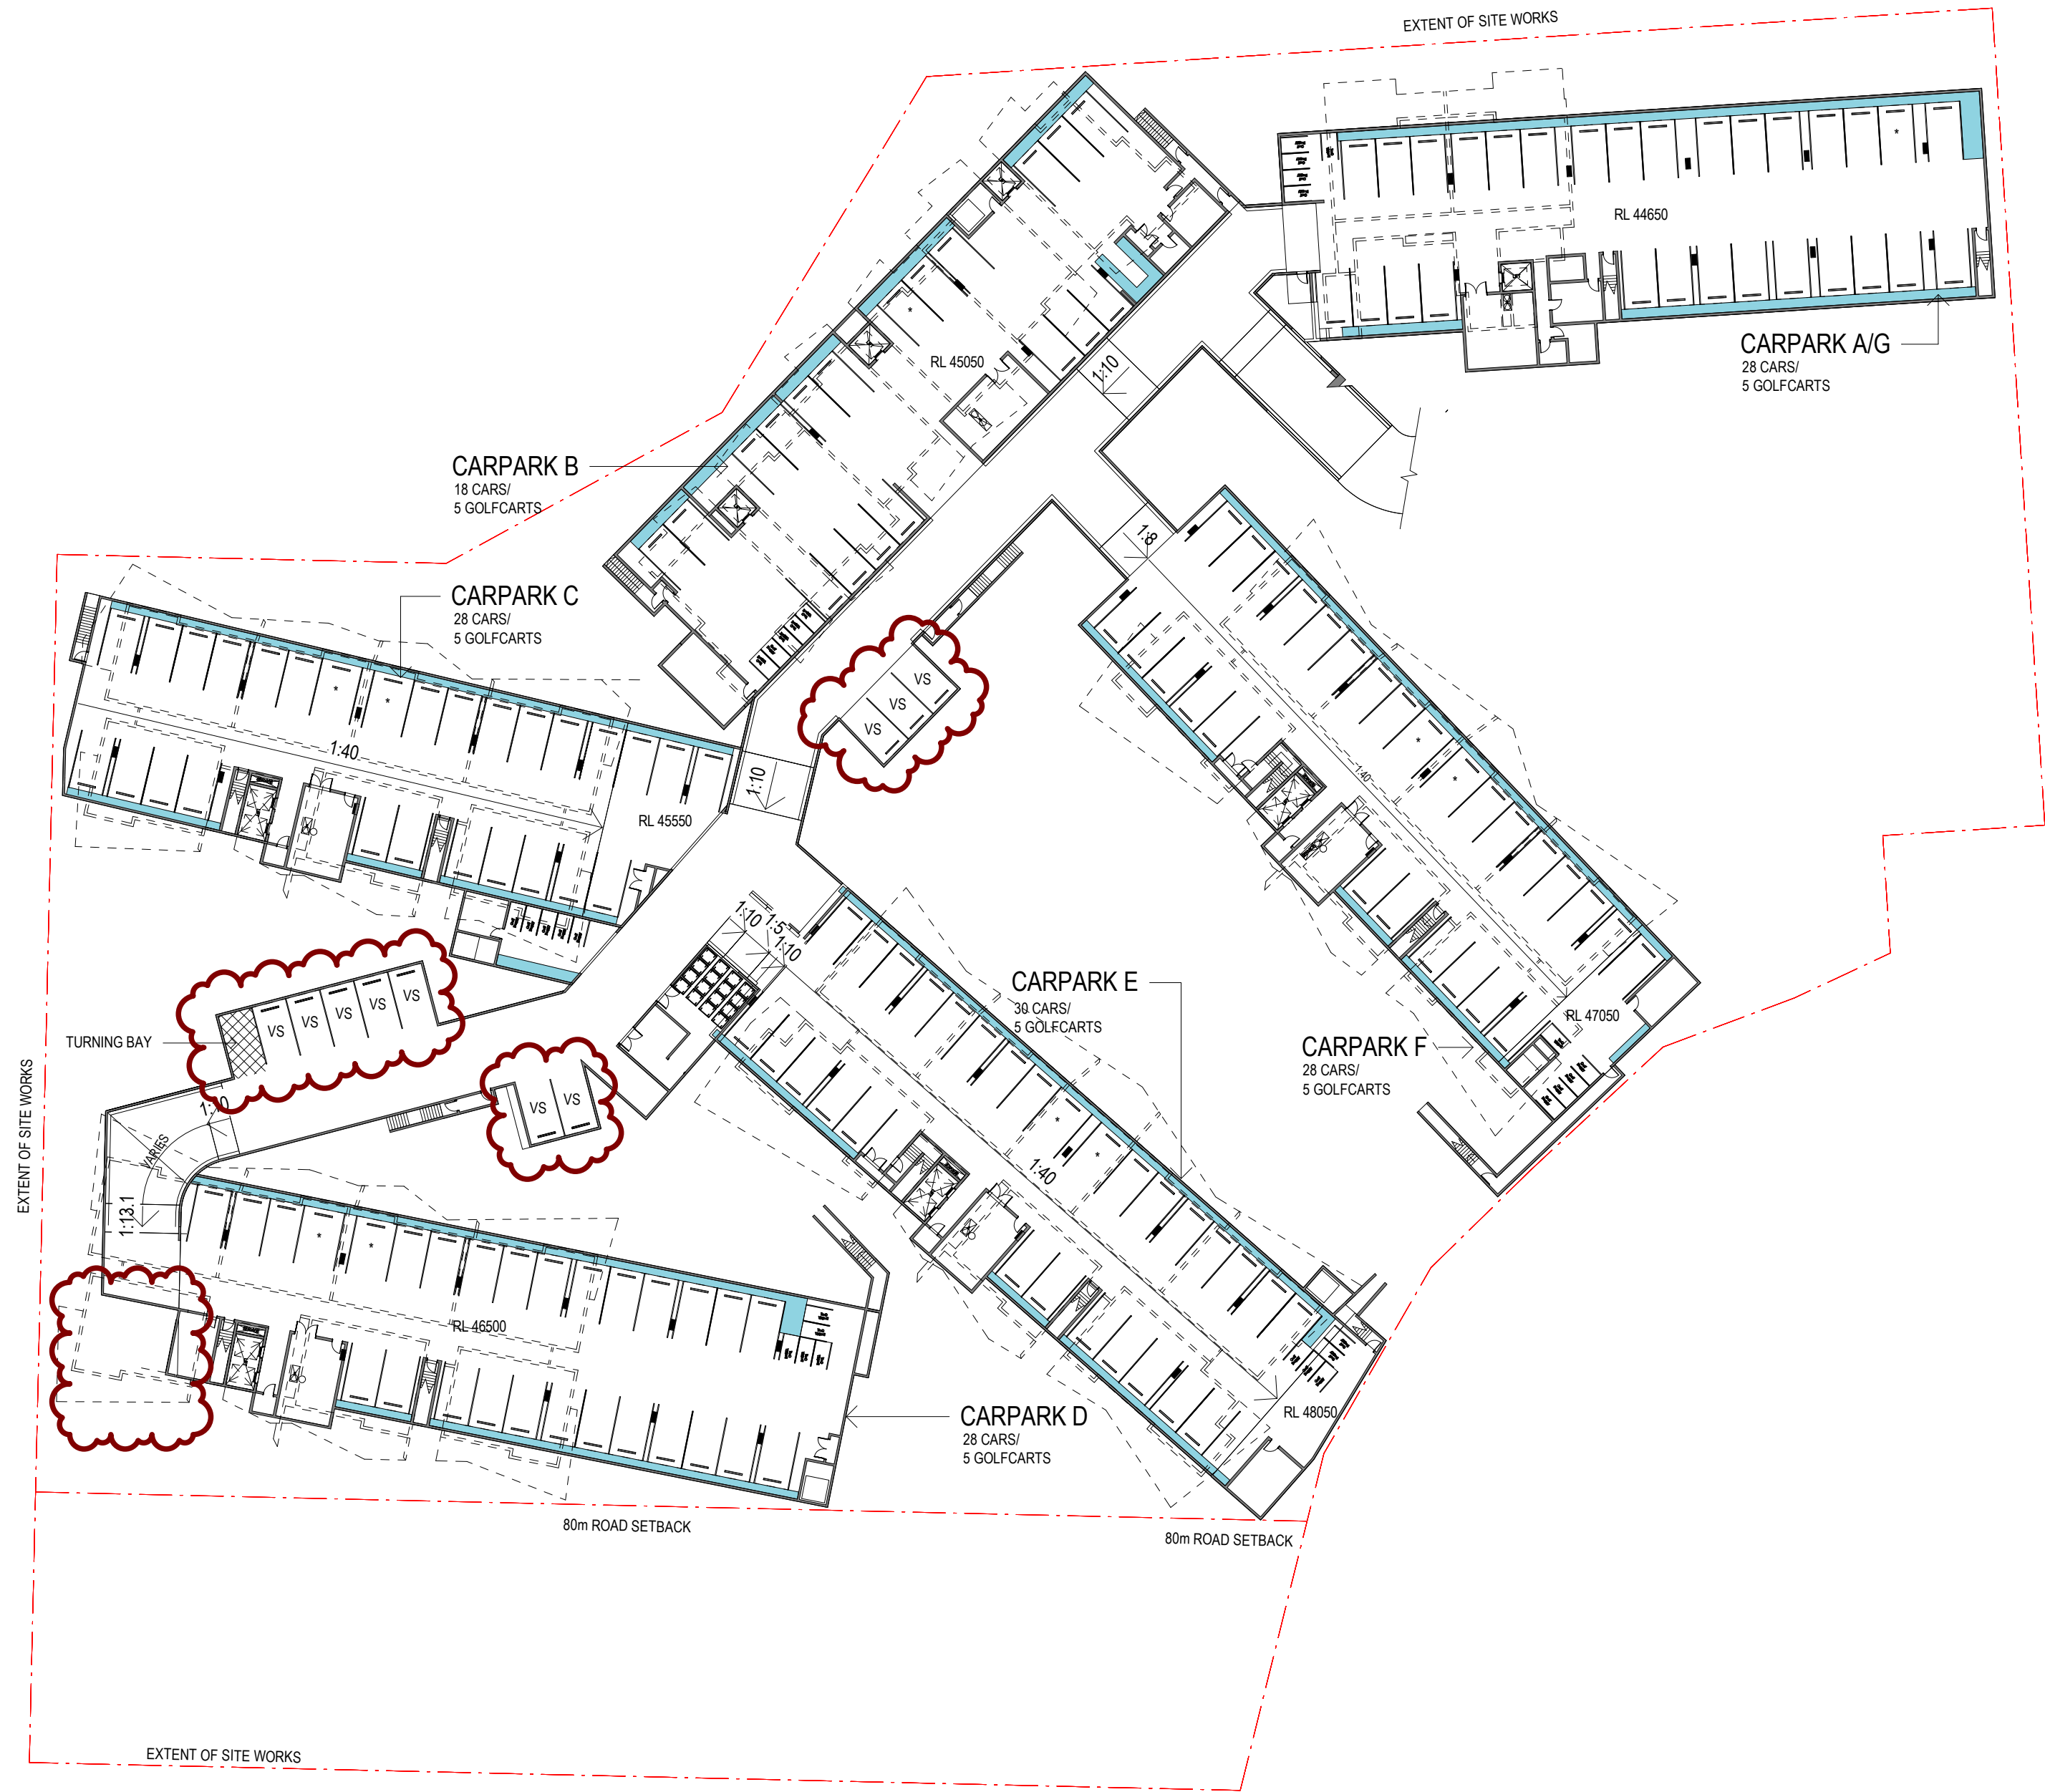 EXTENT OF SITE WORKS
RL 44650
CARPARK A/G
28 CARS/
5 GOLFCARTS
RL 45050
1:10
CARPARK B
18 CARS/
5 GOLFCARTS
1:8
CARPARK C
28 CARS/
5 GOLFCARTS
VS
VS
VS
1:40
1:10
RL 45550
1:40
1:10
1:5
1:10
CARPARK E
30 CARS/
5 GOLFCARTS
RL 47050
CARPARK F
28 CARS/
5 GOLFCARTS
VS
VS
VS
VS
VS
TURNING BAY
VS
VS
EXTENT OF SITE WORKS
1:10
VARIES
1:13.1
1:40
RL 46500
CARPARK D
28 CARS/
5 GOLFCARTS
RL 48050
80m ROAD SETBACK
80m ROAD SETBACK
EXTENT OF SITE WORKS